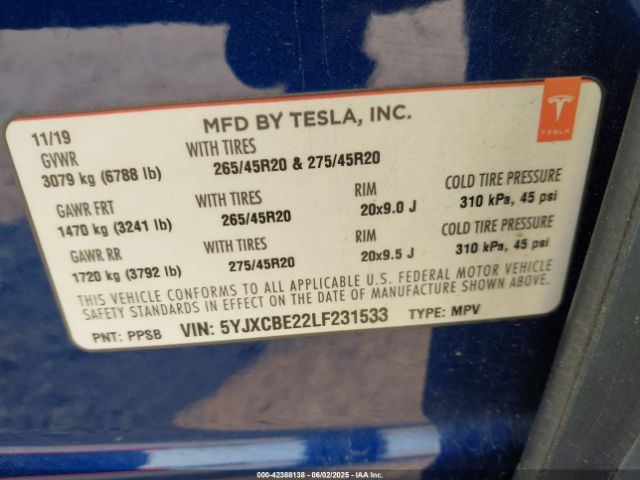 11/19
MFD BY TESLA, INC.
TESLA
GVWR WITH TIRES
3079 kg (6788 lb) 265/45R20 & 275/45R20
GAWR FRT WITH TIRES RIM COLD TIRE PRESSURE
1470 kg (3241 lb) 265/45R20 20x9.0 J 310 kPa, 45 psi
GAWR RR WITH TIRES RIM COLD TIRE PRESSURE
1720 kg (3792 lb) 275/45R20 20x9.5 J 310 kPa, 45 psi
THIS VEHICLE CONFORMS TO ALL APPLICABLE U.S. FEDERAL MOTOR VEHICLE
SAFETY STANDARDS IN EFFECT ON THE DATE OF MANUFACTURE SHOWN ABOVE.
PNT: PPSB VIN: 5YJXCBE22LF231533 TYPE: MPV
000-42388138 - 06/02/2025 - IAA, Inc.